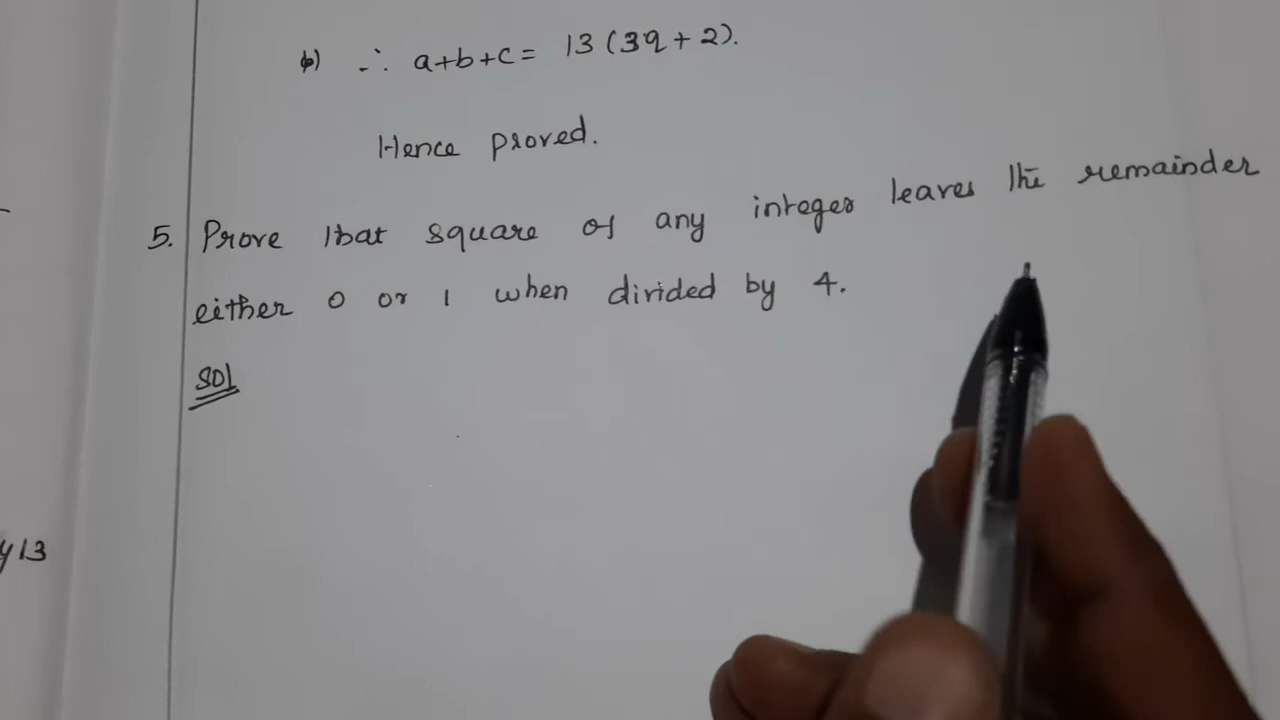 b) ∴ a+b+c = 13 (3q + 2).
Hence proved.
5. Prove that square of any integer leaves the remainder
either 0 or 1 when divided by 4.
Sol
y 13